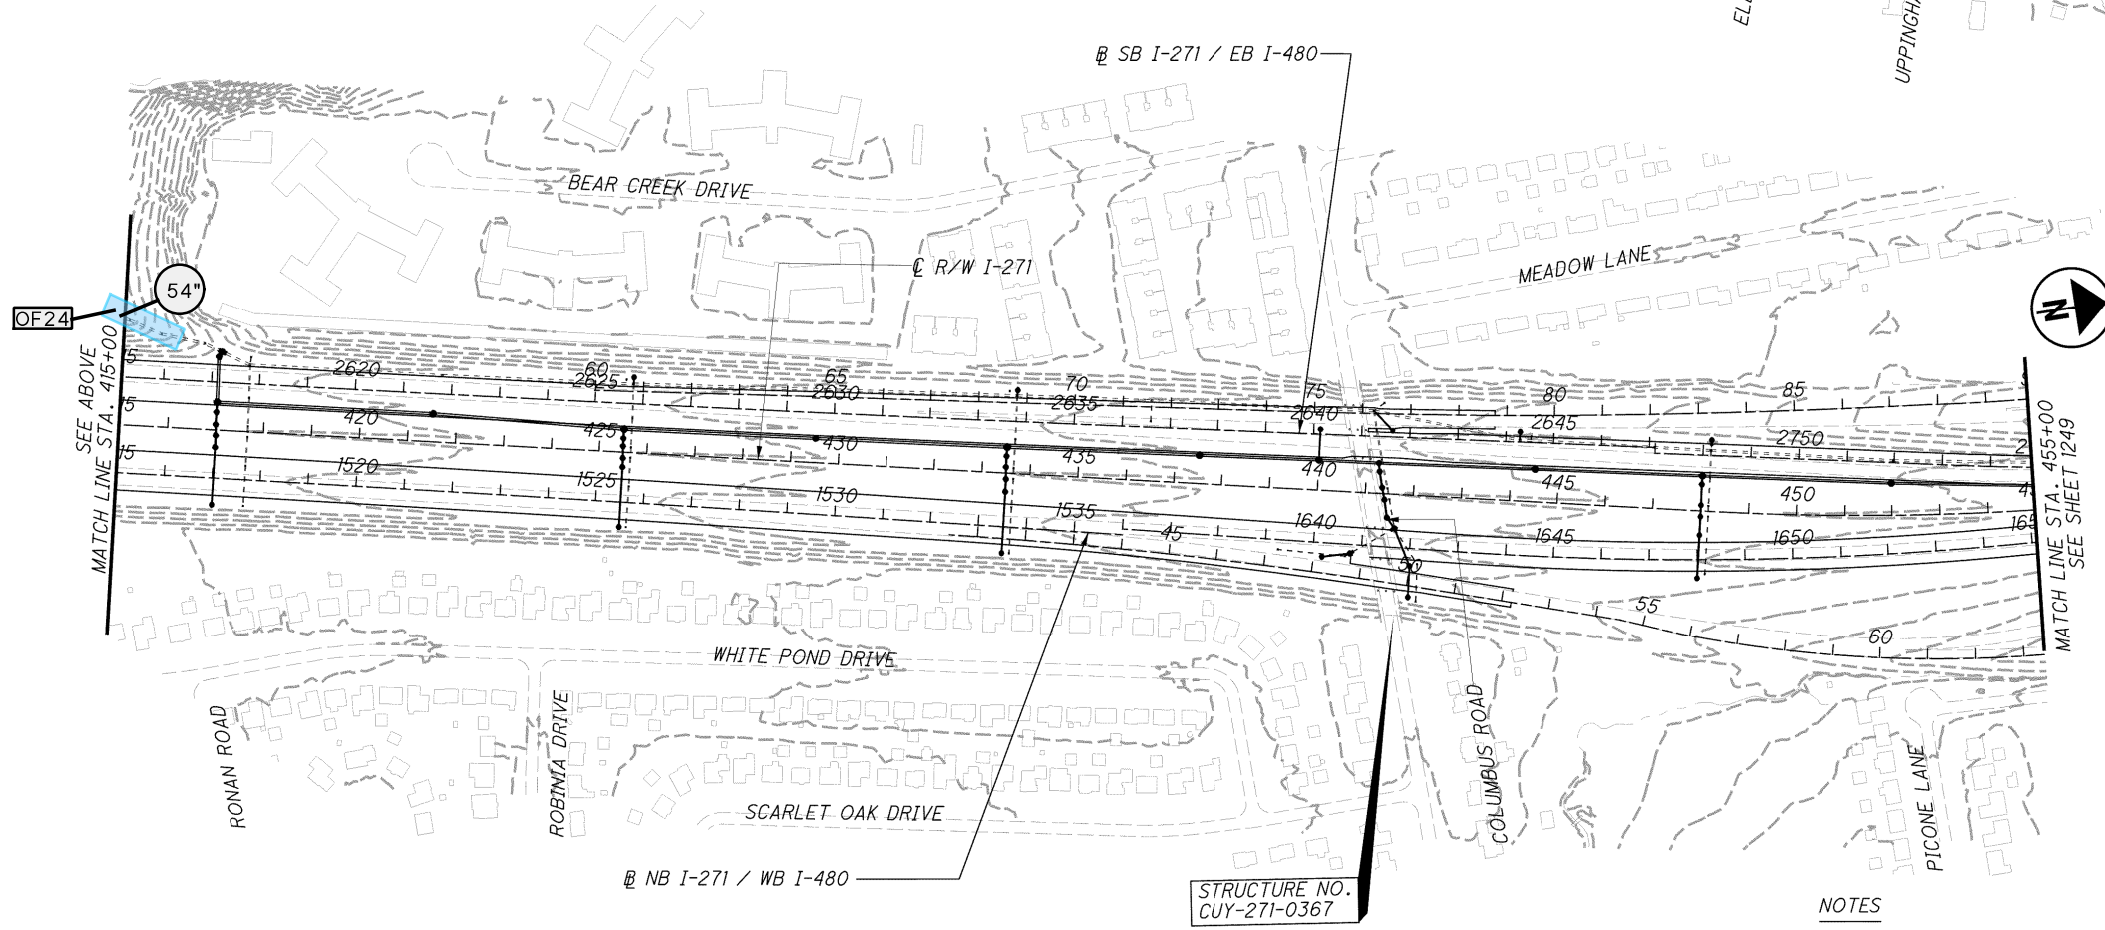 UPPINGH
℄ SB I-271 / EB I-480
BEAR CREEK DRIVE
℄ R/W I-271
MEADOW LANE
54"
OF24
N
SEE ABOVE
MATCH LINE STA. 415+00
15
2620
60
2625
65
2630
70
2635
75
2640
80
2645
85
2750
15
420
425
430
435
440
445
450
15
1520
1525
1530
1535
45
1640
1645
1650
50
55
60
MATCH LINE STA. 455+00
SEE SHEET 1249
WHITE POND DRIVE
RONAN ROAD
ROBINIA DRIVE
SCARLET OAK DRIVE
COLUMBUS ROAD
PICONE LANE
℄ NB I-271 / WB I-480
STRUCTURE NO.
CUY-271-0367
NOTES